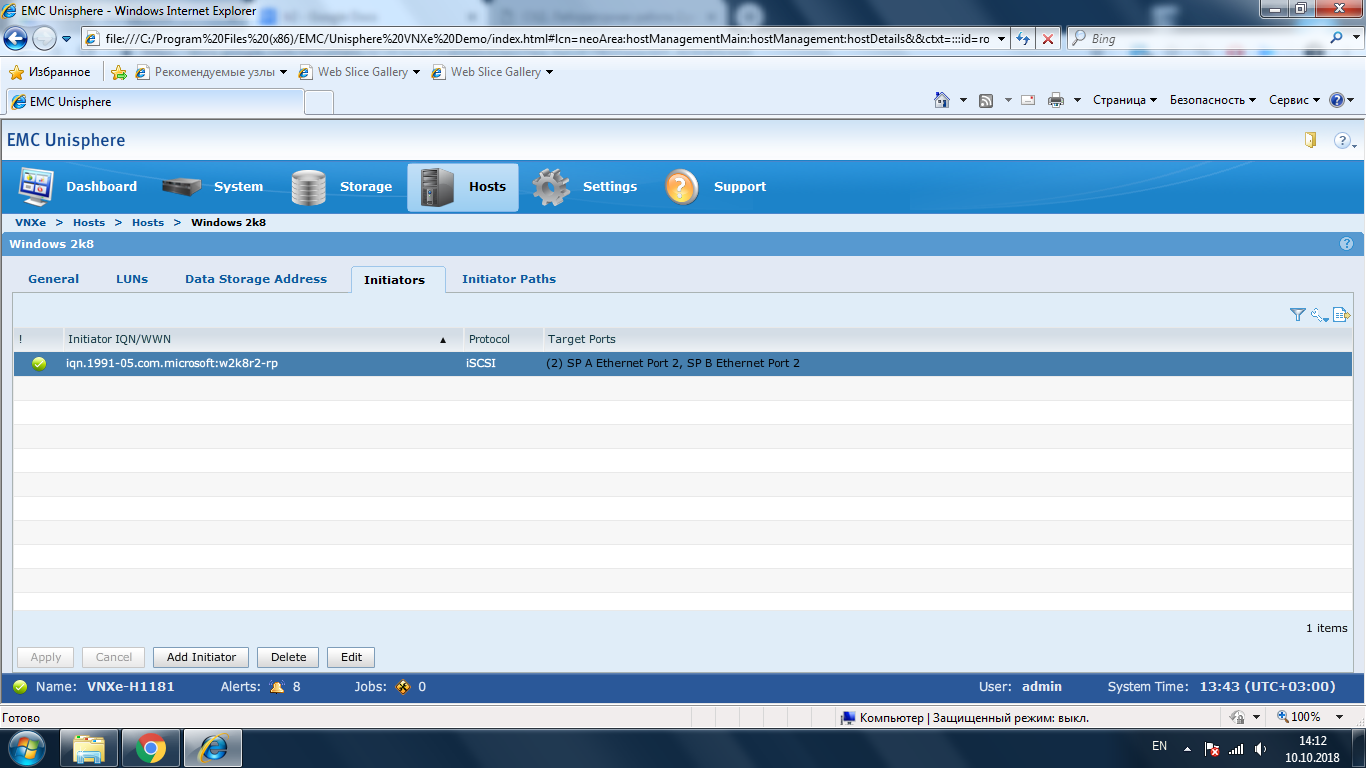 EMC Unisphere - Windows Internet Explorer
file:///C:/Program%20Files%20(x86)/EMC/Unisphere%20VNXe%20Demo/index.html#lcn=neoArea:hostManagementMain:hostManagement:hostDetails&&ctxt=:::id=ro
Bing
Избранное Рекомендуемые узлы Web Slice Gallery Web Slice Gallery
EMC Unisphere Страница Безопасность Сервис
EMC Unisphere
Dashboard System Storage Hosts Settings Support
VNXe > Hosts > Hosts > Windows 2k8
Windows 2k8
General LUNs Data Storage Address Initiators Initiator Paths
! Initiator IQN/WWN Protocol Target Ports
iqn.1991-05.com.microsoft:w2k8r2-rp iSCSI (2) SP A Ethernet Port 2, SP B Ethernet Port 2
1 items
Apply Cancel Add Initiator Delete Edit
Name: VNXe-H1181 Alerts: 8 Jobs: 0 User: admin System Time: 13:43 (UTC+03:00)
Готово Компьютер | Защищенный режим: выкл. 100%
EN 14:12
10.10.2018